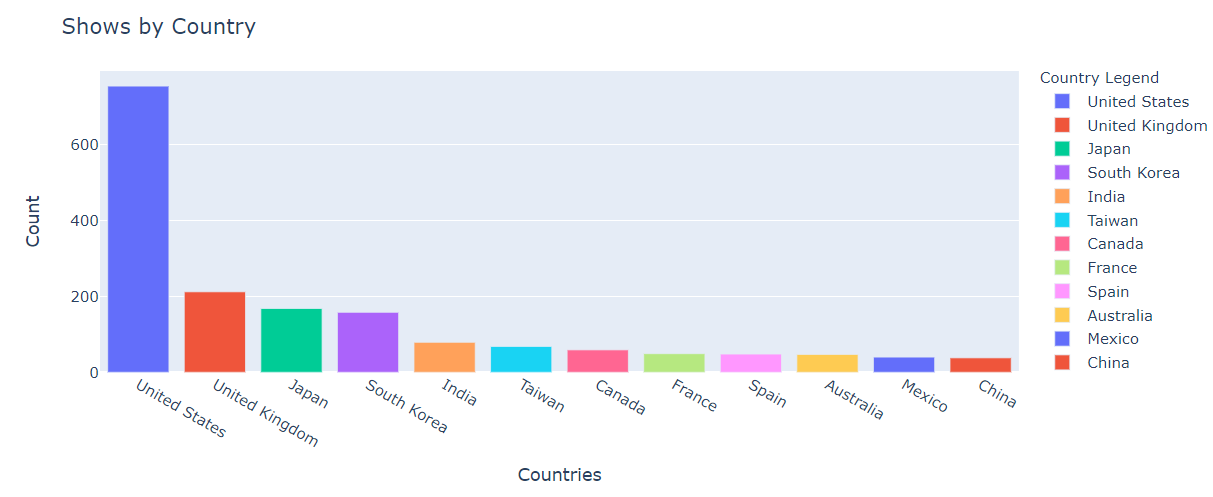 Shows by Country
Count
600
400
200
0
United States
United Kingdom
Japan
South Korea
India
Taiwan
Canada
France
Spain
Australia
Mexico
China
Countries
Country Legend
United States
United Kingdom
Japan
South Korea
India
Taiwan
Canada
France
Spain
Australia
Mexico
China